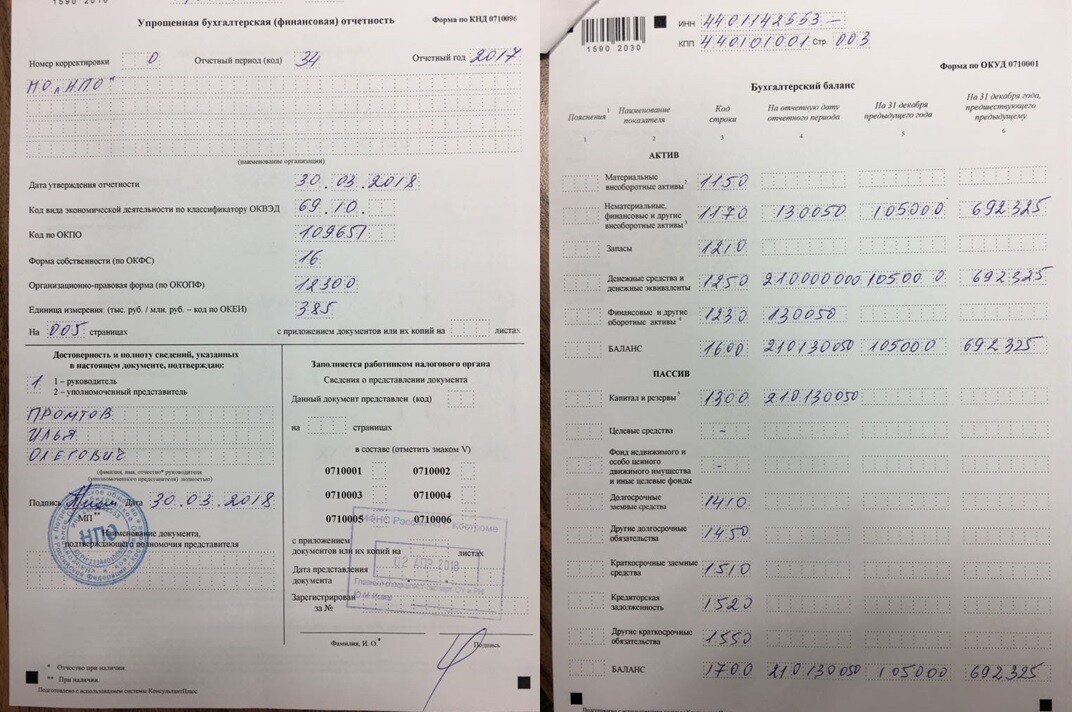 1590 2010
Упрощенная бухгалтерская (финансовая) отчетность
Форма по КНД 0710096
Номер корректировки 0 Отчетный период (код) 34 Отчетный год 2017
МО "НПО"
(наименование организации)
Дата утверждения отчетности 30.03.2018
Код вида экономической деятельности по классификатору ОКВЭД 69.10.
Код по ОКПО 109651
Форма собственности (по ОКФС) 16
Организационно-правовая форма (по ОКОПФ) 12300
Единица измерения: (тыс. руб. / млн. руб. – код по ОКЕИ) 385
На 005 страницах с приложением документов или их копий на листах
Достоверность и полноту сведений, указанных
в настоящем документе, подтверждаю:
1 1 – руководитель
2 – уполномоченный представитель
ПРОМТОВ
ИЛЬЯ
ОЛЕГОВИЧ
(фамилия, имя, отчество* руководителя
(уполномоченного представителя) полностью)
Подпись Дата 30.03.2018
МП**
Наименование документа,
подтверждающего полномочия представителя
НПО
Заполняется работником налогового органа
Сведения о представлении документа
Данный документ представлен (код)
на страницах
в составе (отметить знаком V)
0710001 0710002
0710003 0710004
0710005 0710006
с приложением
документов или их копий на листах
Дата представления
документа
02 АПР 2018
Зарегистрирован
за №
Фамилия, И. О.* Подпись
* Отчество при наличии.
** При наличии.
Подготовлено с использованием системы КонсультантПлюс
1590 2030
ИНН 4401142553–
КПП 440101001 Стр. 003
Форма по ОКУД 0710001
Бухгалтерский баланс
Пояснения 1 Наименование показателя Код строки На отчетную дату отчетного периода На 31 декабря предыдущего года На 31 декабря года, предшествующего предыдущему
1 2 3 4 5 6
АКТИВ
Материальные внеоборотные активы 2 1150
Нематериальные, финансовые и другие внеоборотные активы 3 1170 130050 105000 692325
Запасы 1210
Денежные средства и денежные эквиваленты 1250 210000000 105000 692325
Финансовые и другие оборотные активы 4 1230 130050
БАЛАНС 1600 210130050 105000 692325
ПАССИВ
Капитал и резервы 5 1300 210130050
Целевые средства –
Фонд недвижимого и особо ценного движимого имущества и иные целевые фонды -
Долгосрочные заемные средства 1410
Другие долгосрочные обязательства 1450
Краткосрочные заемные средства 1510
Кредиторская задолженность 1520
Другие краткосрочные обязательства 1550
БАЛАНС 1700 210130050 105000 692325